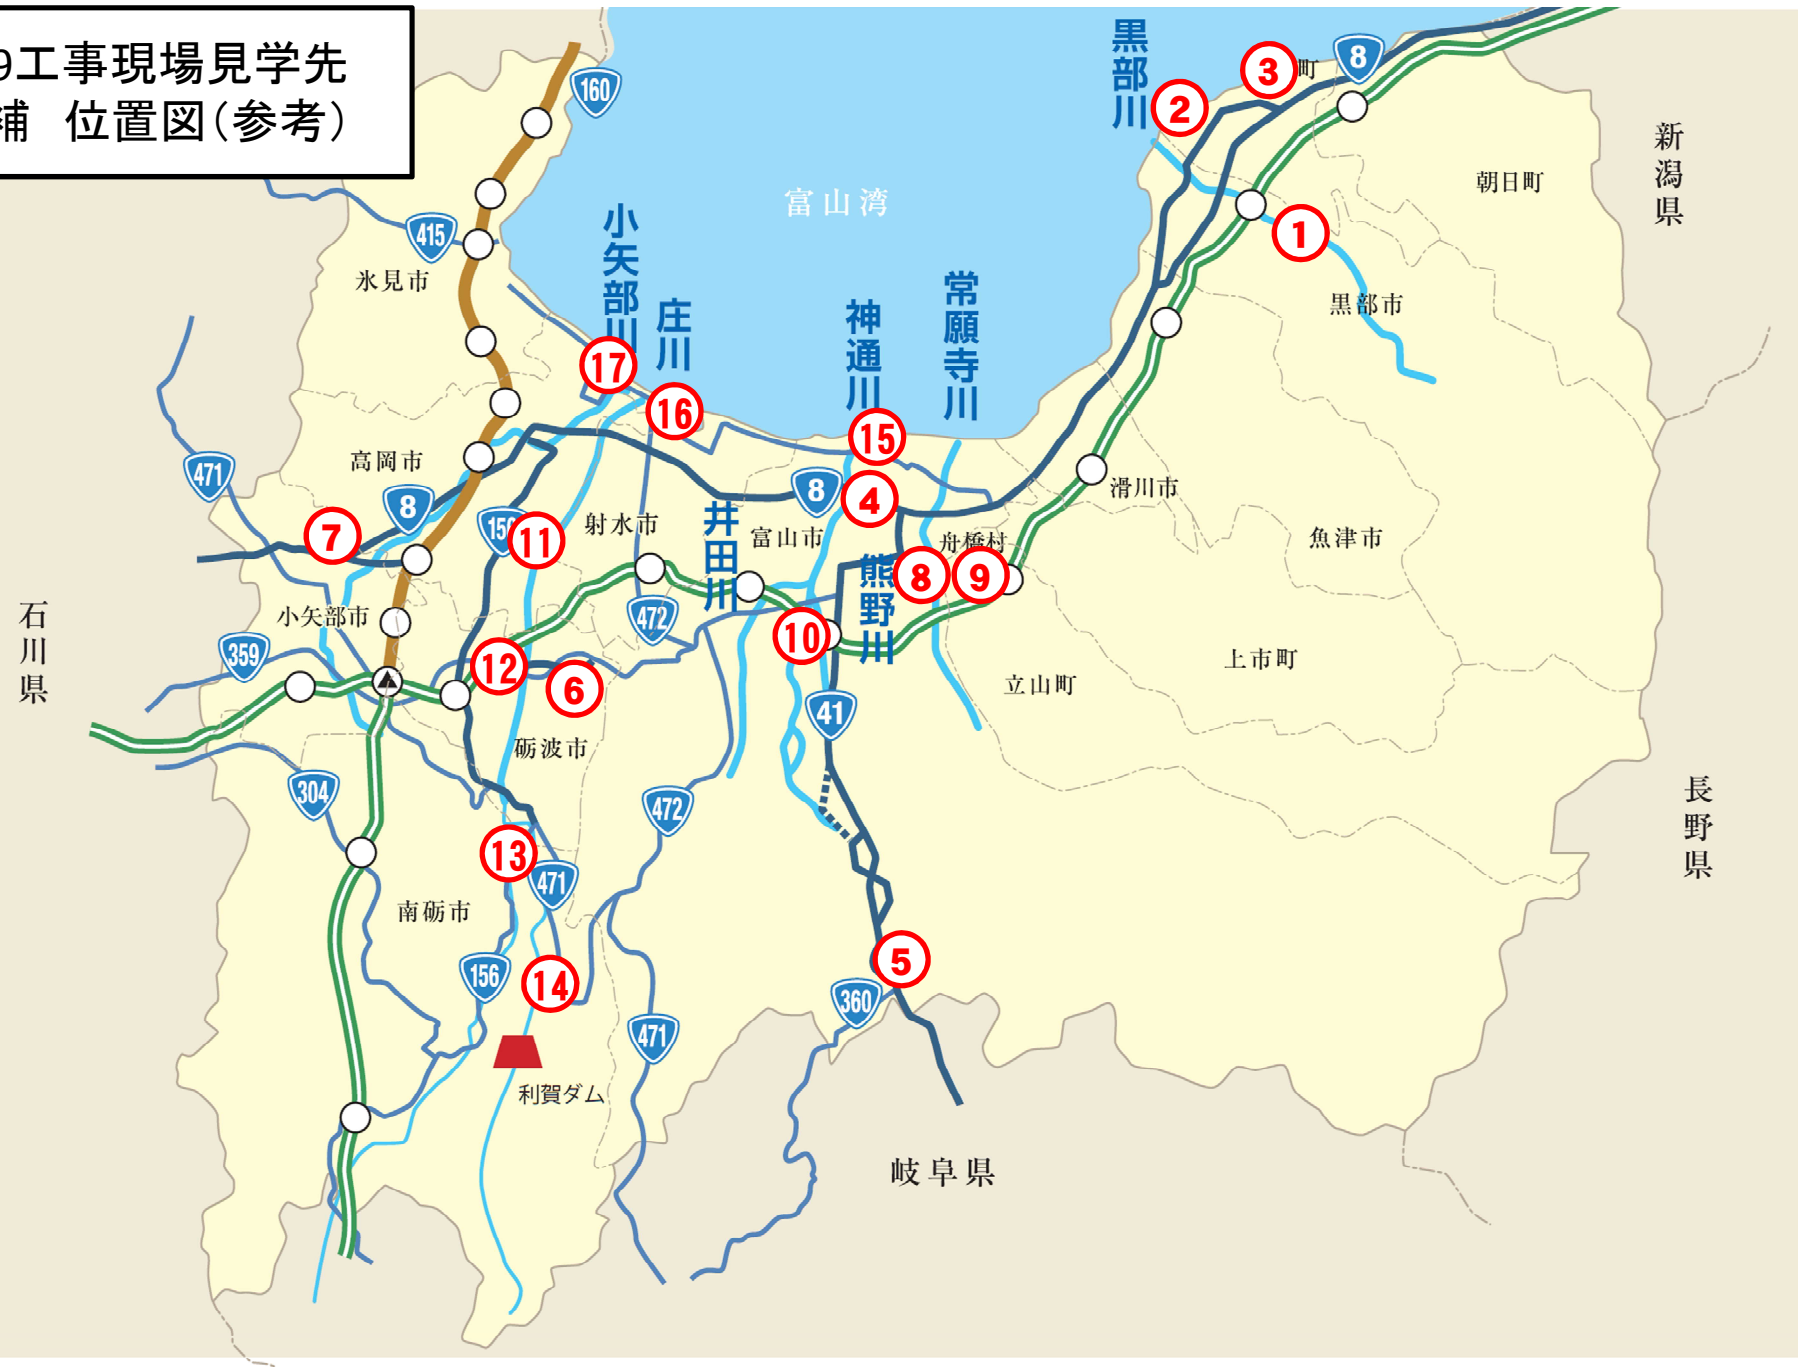 9工事現場見学先
補　位置図（参考）
160
黒部川
③
町
8
②
新潟県
朝日町
富山湾
415
小矢部川
①
氷見市
庄川
神通川
常願寺川
黒部市
⑰
⑯
⑮
高岡市
471
8
8
④
滑川市
井田川
射水市
富山市
⑦
⑪
舟橋村
魚津市
熊野川
⑧
⑨
石川県
小矢部市
472
⑩
359
⑫
⑥
上市町
立山町
41
砺波市
304
472
長野県
⑬
471
南砺市
⑤
156
⑭
360
471
利賀ダム
岐阜県